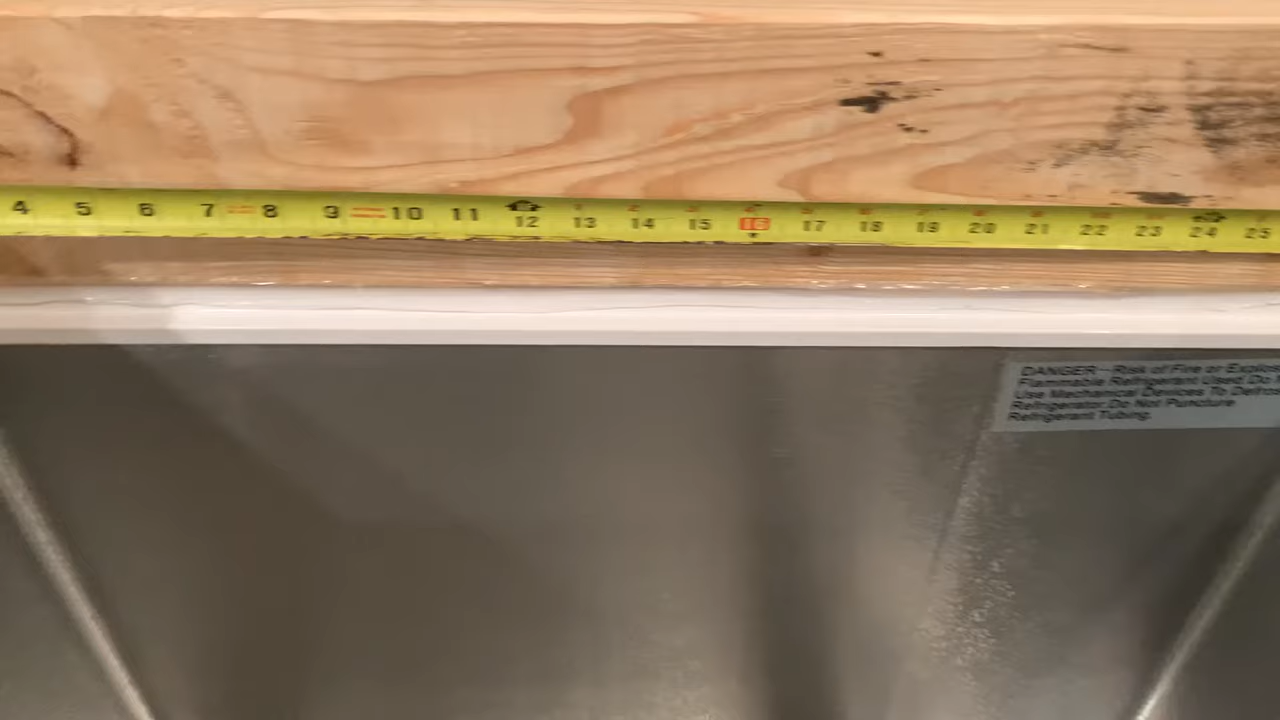 4 5 6 7 8 9 10 11 12 13 14 15 16 17 18 19 20 21 22 23 24 25
DANGER - Risk of Fire or
Flammable Refrigerant Used Do
Use Mechanical Devices To
Refrigerator. Do Not Puncture
Refrigerant Tubing.